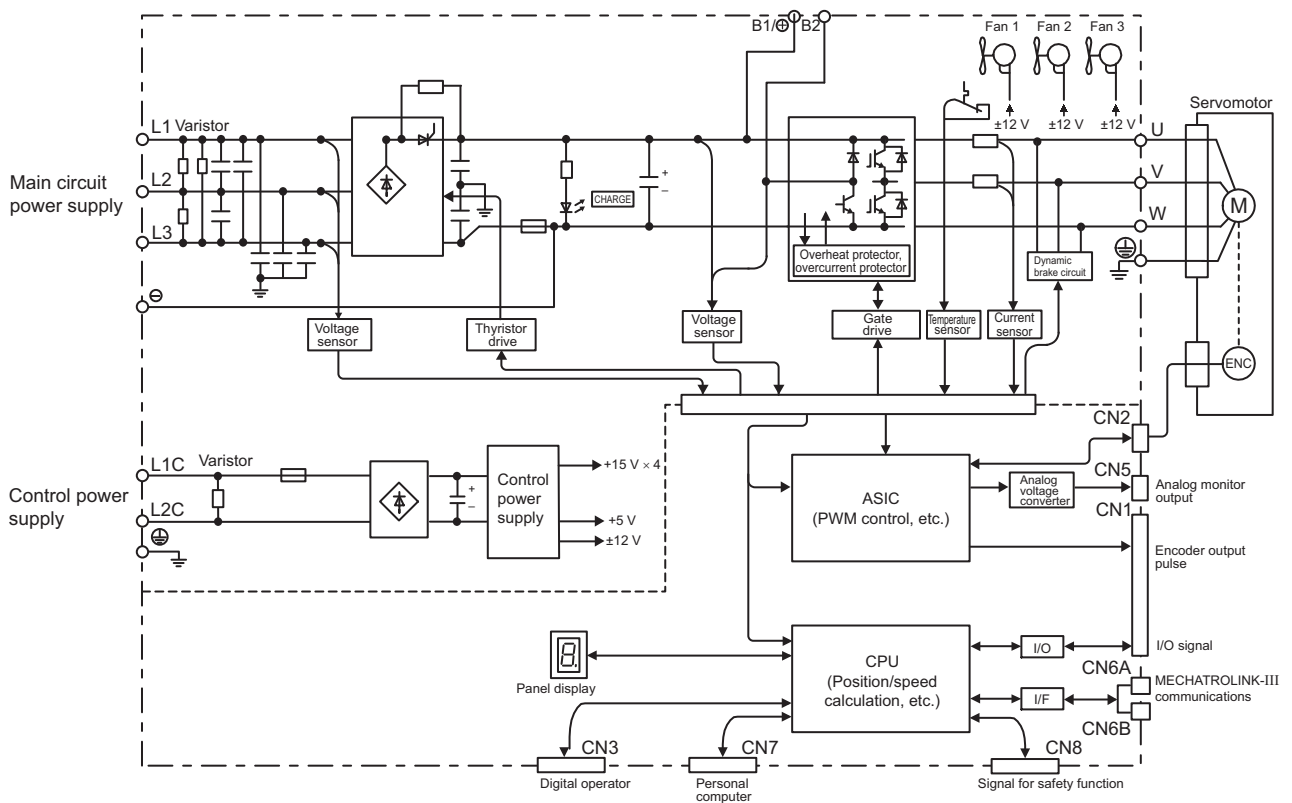 B1/⊕ B2
Fan 1 Fan 2 Fan 3
±12 V ±12 V ±12 V
Servomotor
Main circuit
power supply
L1 Varistor
L2
L3
⊖
+
–
CHARGE
Overheat protector,
overcurrent protector
U
V
W
M
Dynamic
brake circuit
Voltage
sensor
Thyristor
drive
Voltage
sensor
Gate
drive
Temperature
sensor
Current
sensor
ENC
Control power
supply
L1C Varistor
L2C
+
–
Control
power
supply
+15 V × 4
+5 V
±12 V
ASIC
(PWM control, etc.)
Analog
voltage
converter
CN2
CN5
Analog monitor
output
CN1
Encoder output
pulse
I/O signal
8.
Panel display
CPU
(Position/speed
calculation, etc.)
I/O
I/F
CN6A
MECHATROLINK-III
communications
CN6B
CN3
Digital operator
CN7
Personal
computer
CN8
Signal for safety function